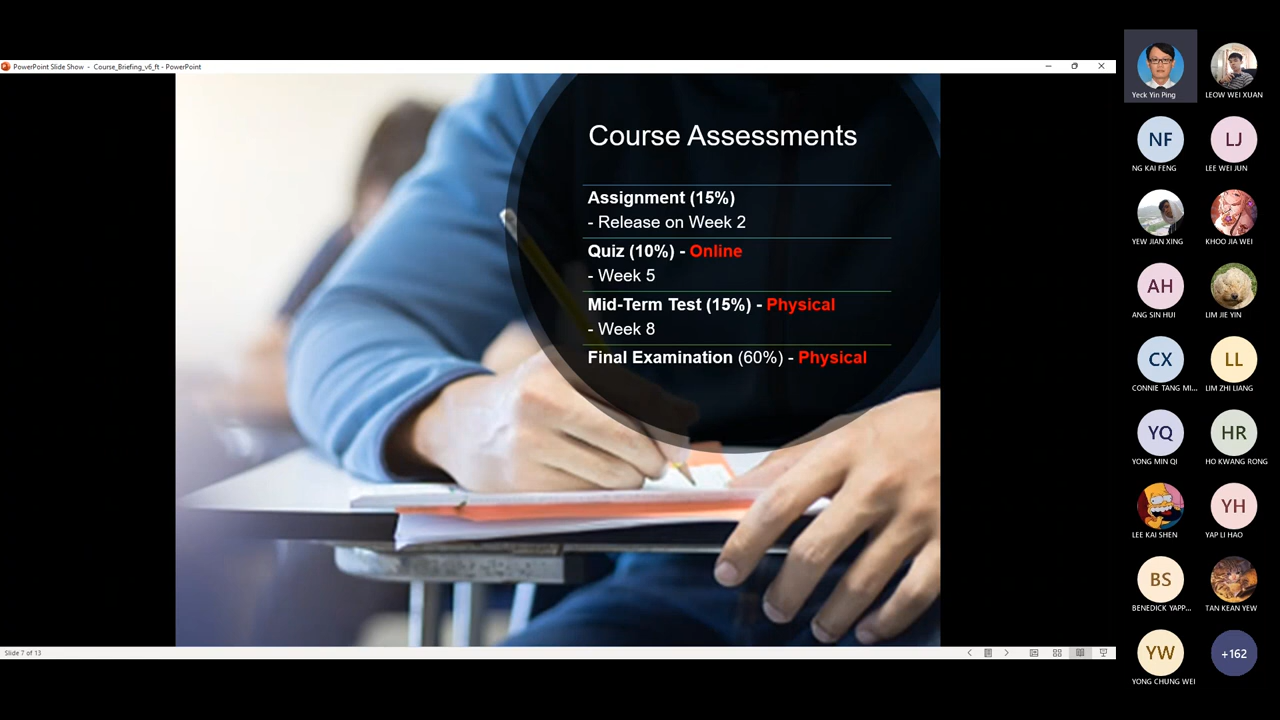 PowerPoint Slide Show - Course_Briefing_v6_ft - PowerPoint
Course Assessments
Assignment (15%)
- Release on Week 2
Quiz (10%) - Online
- Week 5
Mid-Term Test (15%) - Physical
- Week 8
Final Examination (60%) - Physical
Slide 7 of 13
Yeck Yin Ping
LEOW WEI XUAN
NF
LJ
NG KAI FENG
LEE WEI JUN
YEW JIAN XING
KHOO JIA WEI
AH
ANG SIN HUI
LIM JIE YIN
CX
LL
CONNIE TANG MI...
LIM ZHI LIANG
YQ
HR
YONG MIN QI
HO KWANG RONG
YH
LEE KAI SHEN
YAP LI HAO
BS
BENEDICK YAPP...
TAN KEAN YEW
YW
+162
YONG CHUNG WEI